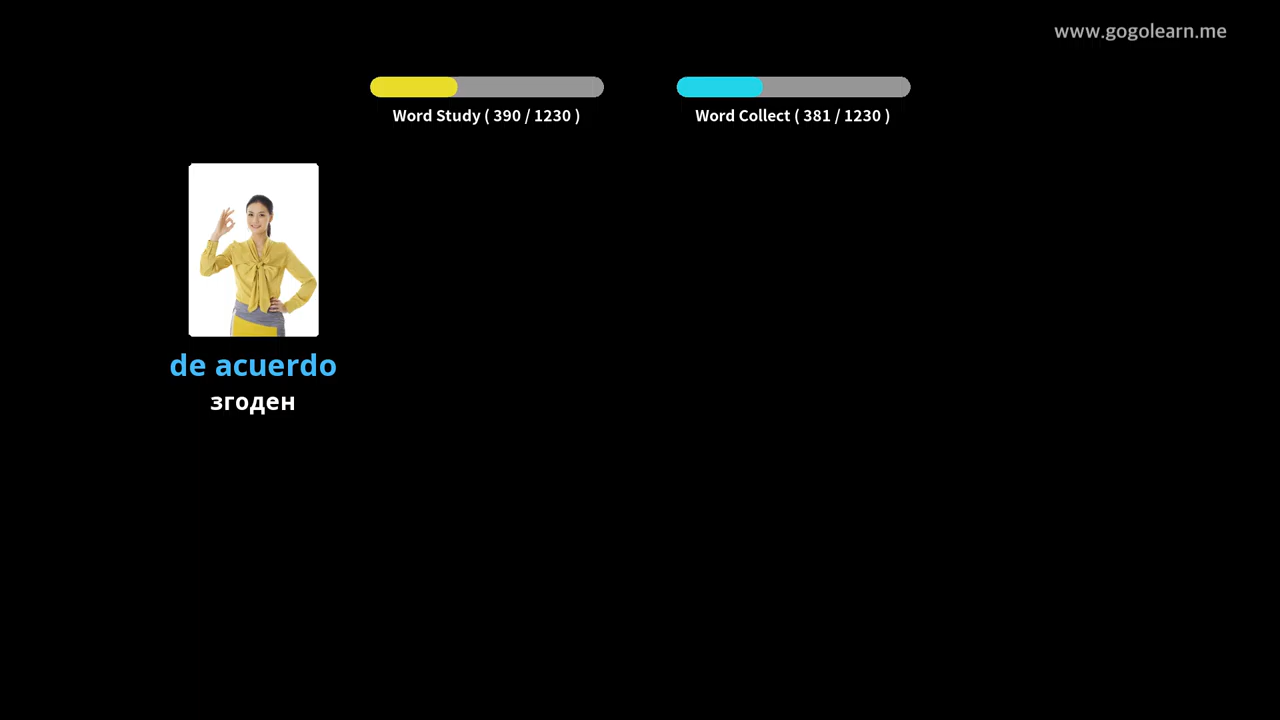 www.gogolearn.me
Word Study ( 390 / 1230 )
Word Collect ( 381 / 1230 )
de acuerdo
згоден